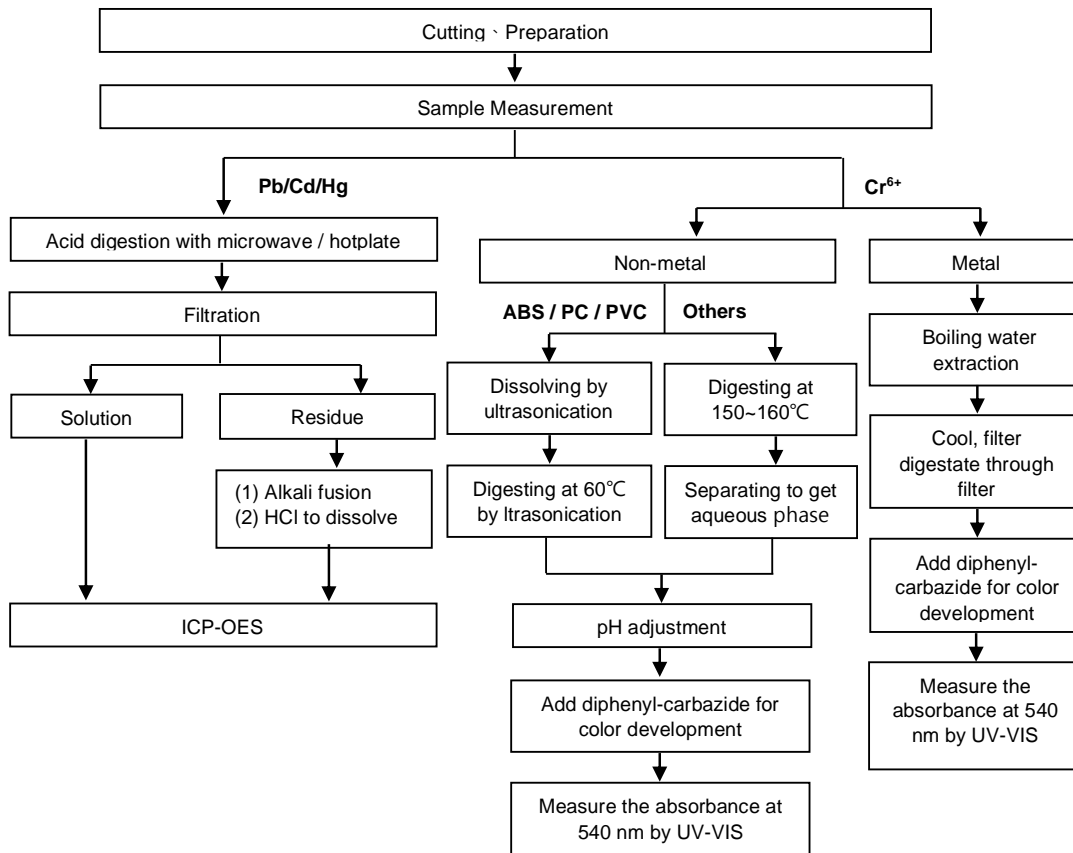 Cutting、Preparation
Sample Measurement
Pb/Cd/Hg
Cr⁶⁺
Acid digestion with microwave / hotplate
Filtration
Solution
Residue
(1) Alkali fusion
(2) HCl to dissolve
ICP-OES
Non-metal
ABS / PC / PVC
Others
Dissolving by
ultrasonication
Digesting at 60℃
by Itrasonication
Digesting at
150~160℃
Separating to get
aqueous phase
pH adjustment
Add diphenyl-carbazide for
color development
Measure the absorbance at
540 nm by UV-VIS
Metal
Boiling water
extraction
Cool, filter
digestate through
filter
Add diphenyl-
carbazide for color
development
Measure the
absorbance at 540
nm by UV-VIS